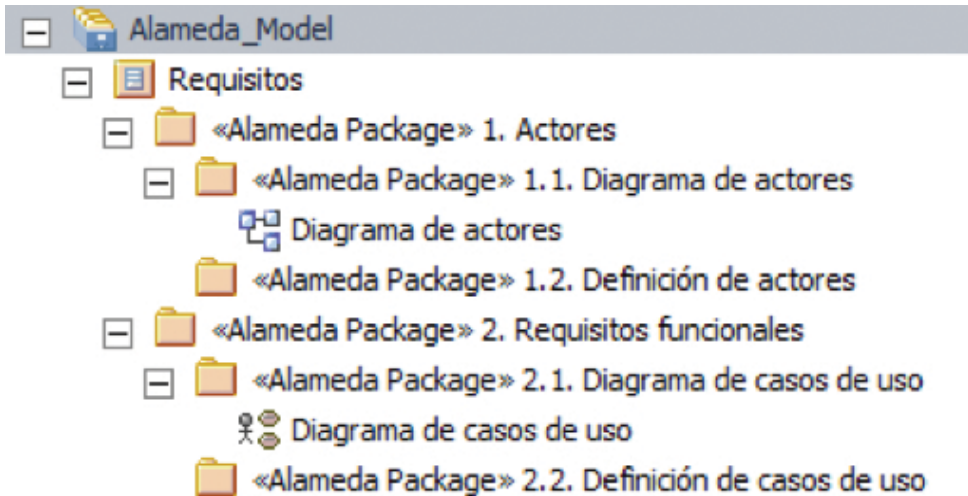 Alameda_Model
Requisitos
«Alameda Package» 1. Actores
«Alameda Package» 1.1. Diagrama de actores
Diagrama de actores
«Alameda Package» 1.2. Definición de actores
«Alameda Package» 2. Requisitos funcionales
«Alameda Package» 2.1. Diagrama de casos de uso
Diagrama de casos de uso
«Alameda Package» 2.2. Definición de casos de uso